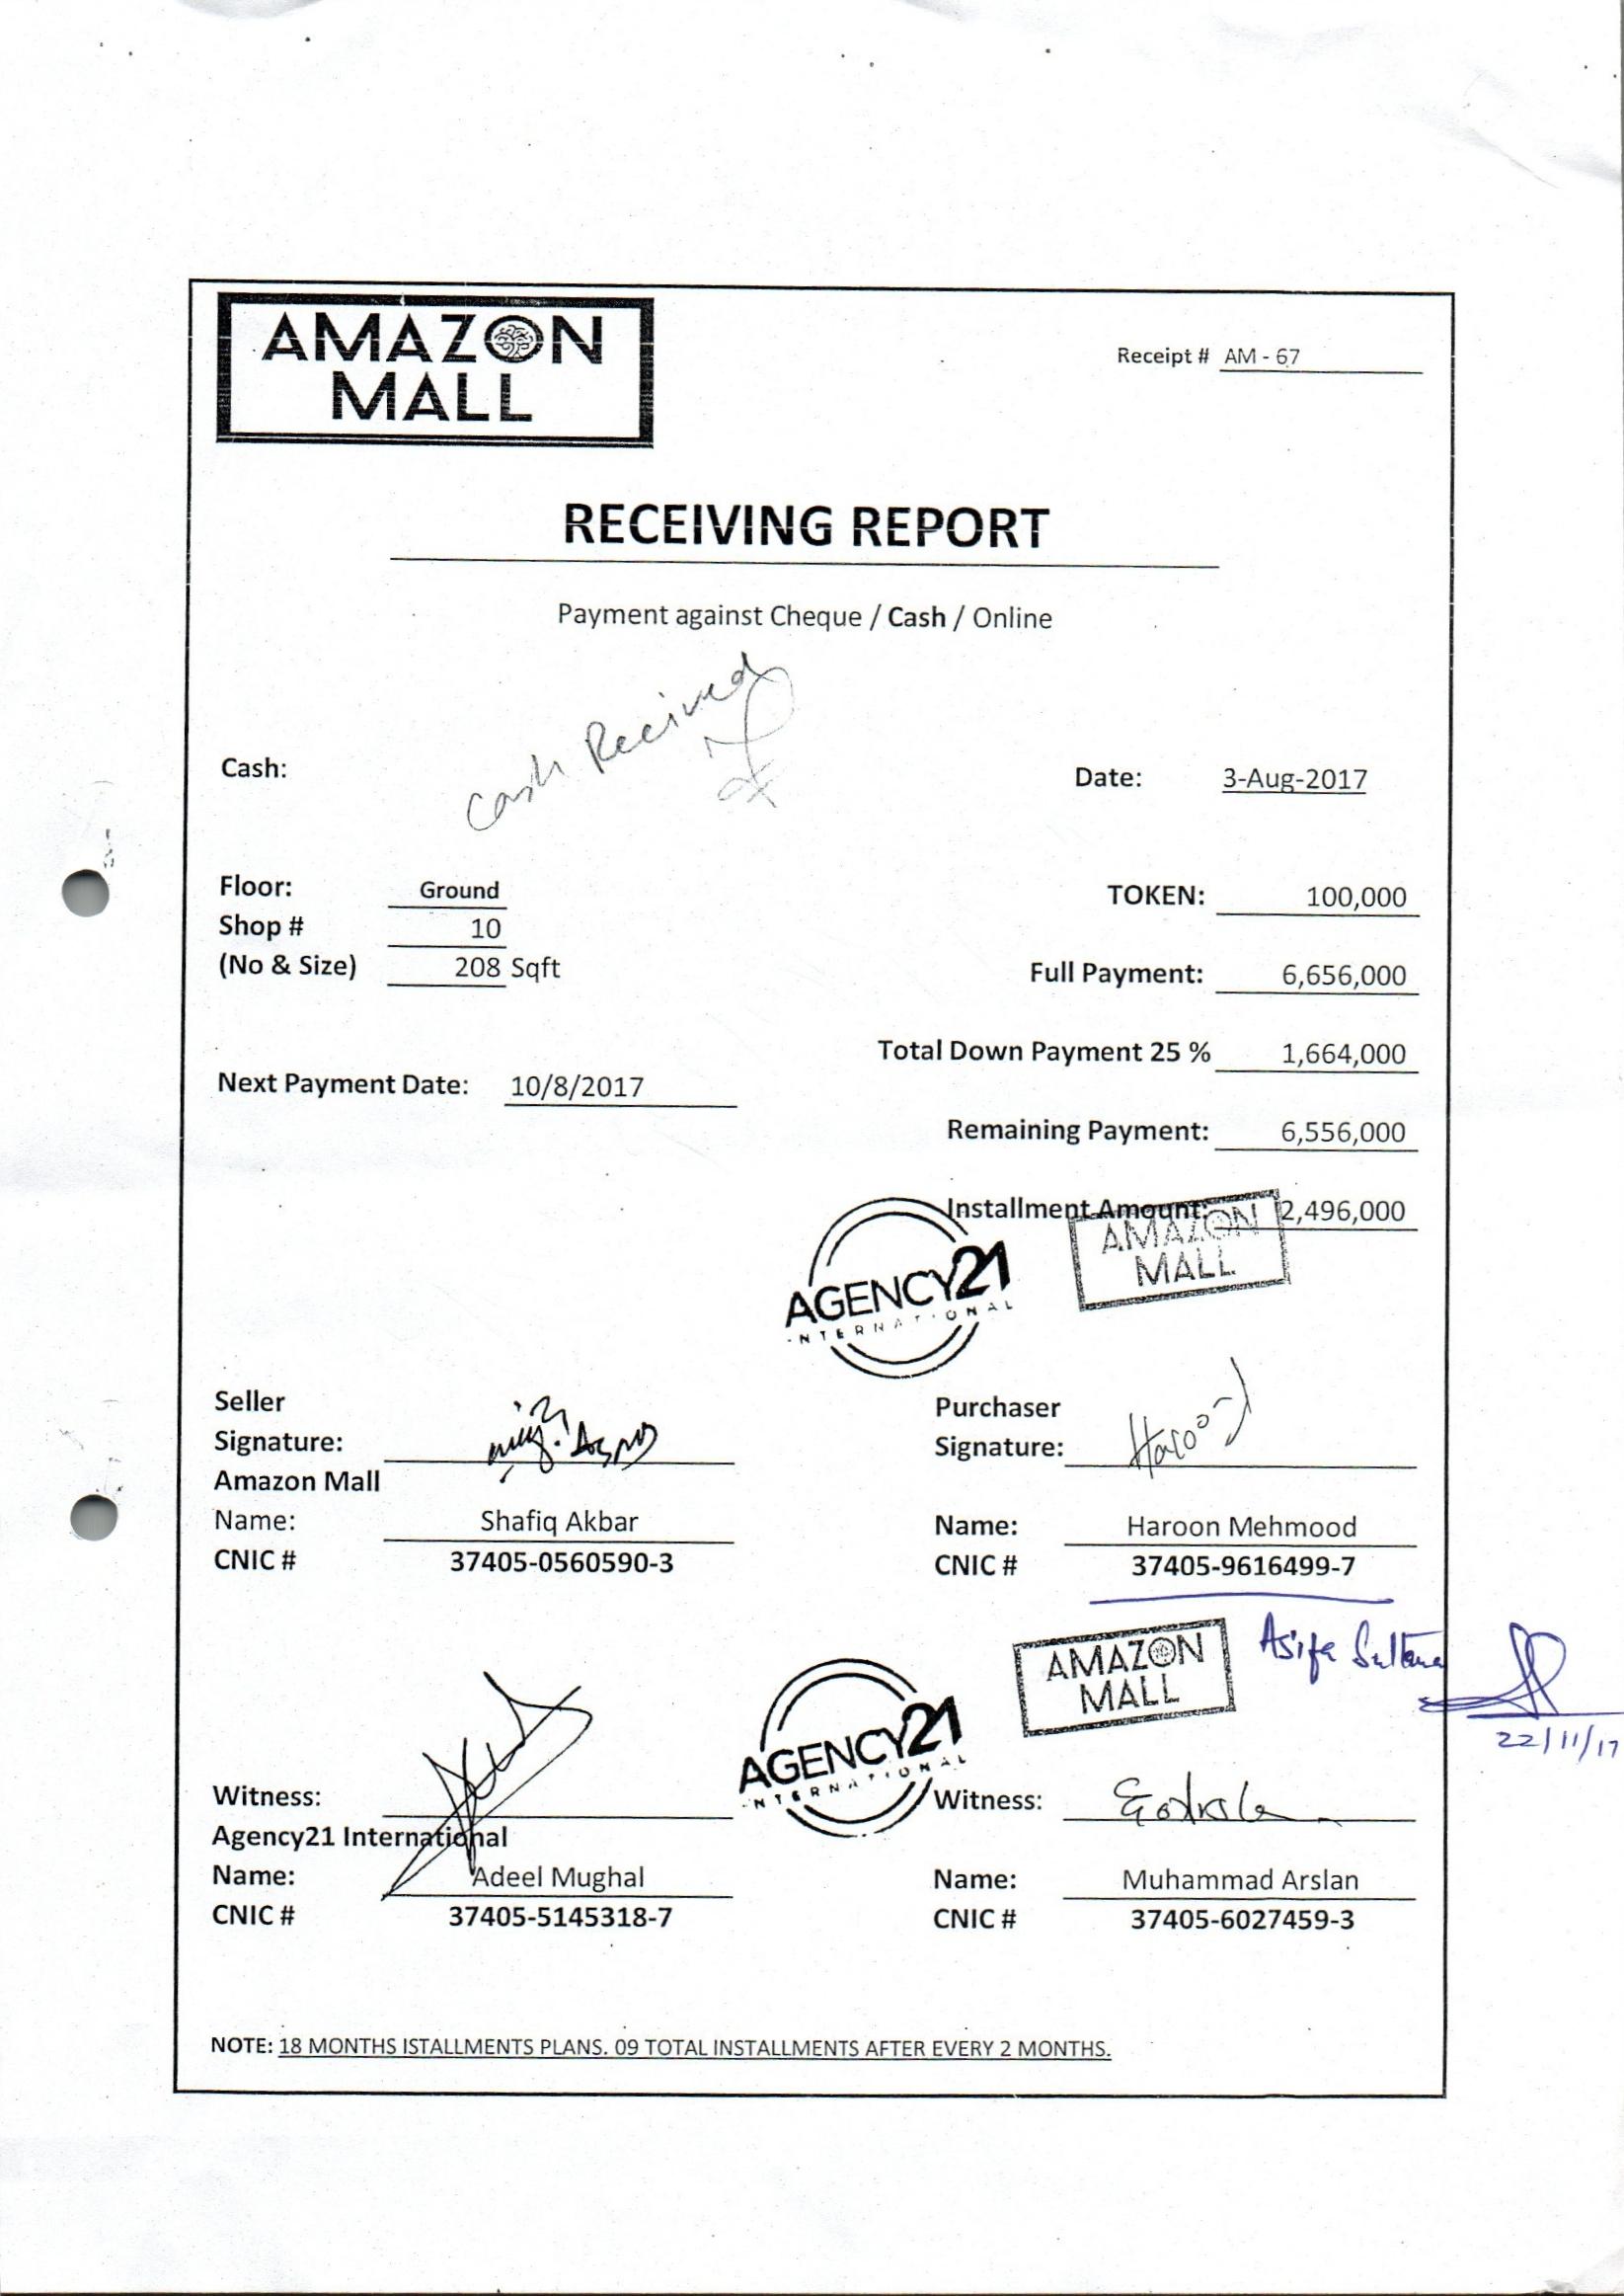 AMAZON
MALL
Receipt # AM - 67
RECEIVING REPORT
Payment against Cheque / Cash / Online
Cash Received
Cash:
Date: 3-Aug-2017
Floor: Ground
TOKEN: 100,000
Shop # 10
(No & Size) 208 Sqft
Full Payment: 6,656,000
Total Down Payment 25 % 1,664,000
Next Payment Date: 10/8/2017
Remaining Payment: 6,556,000
Installment Amount: 2,496,000
AMAZON
MALL
AGENCY21
INTERNATIONAL
Seller
Signature:
Purchaser
Signature: Haroon
Amazon Mall
Name: Shafiq Akbar
Name: Haroon Mehmood
CNIC # 37405-0560590-3
CNIC # 37405-9616499-7
Asifa Sultana
22/11/17
AMAZON
MALL
AGENCY21
INTERNATIONAL
Witness:
Witness:
Agency21 International
Name: Adeel Mughal
Name: Muhammad Arslan
CNIC # 37405-5145318-7
CNIC # 37405-6027459-3
NOTE: 18 MONTHS ISTALLMENTS PLANS. 09 TOTAL INSTALLMENTS AFTER EVERY 2 MONTHS.